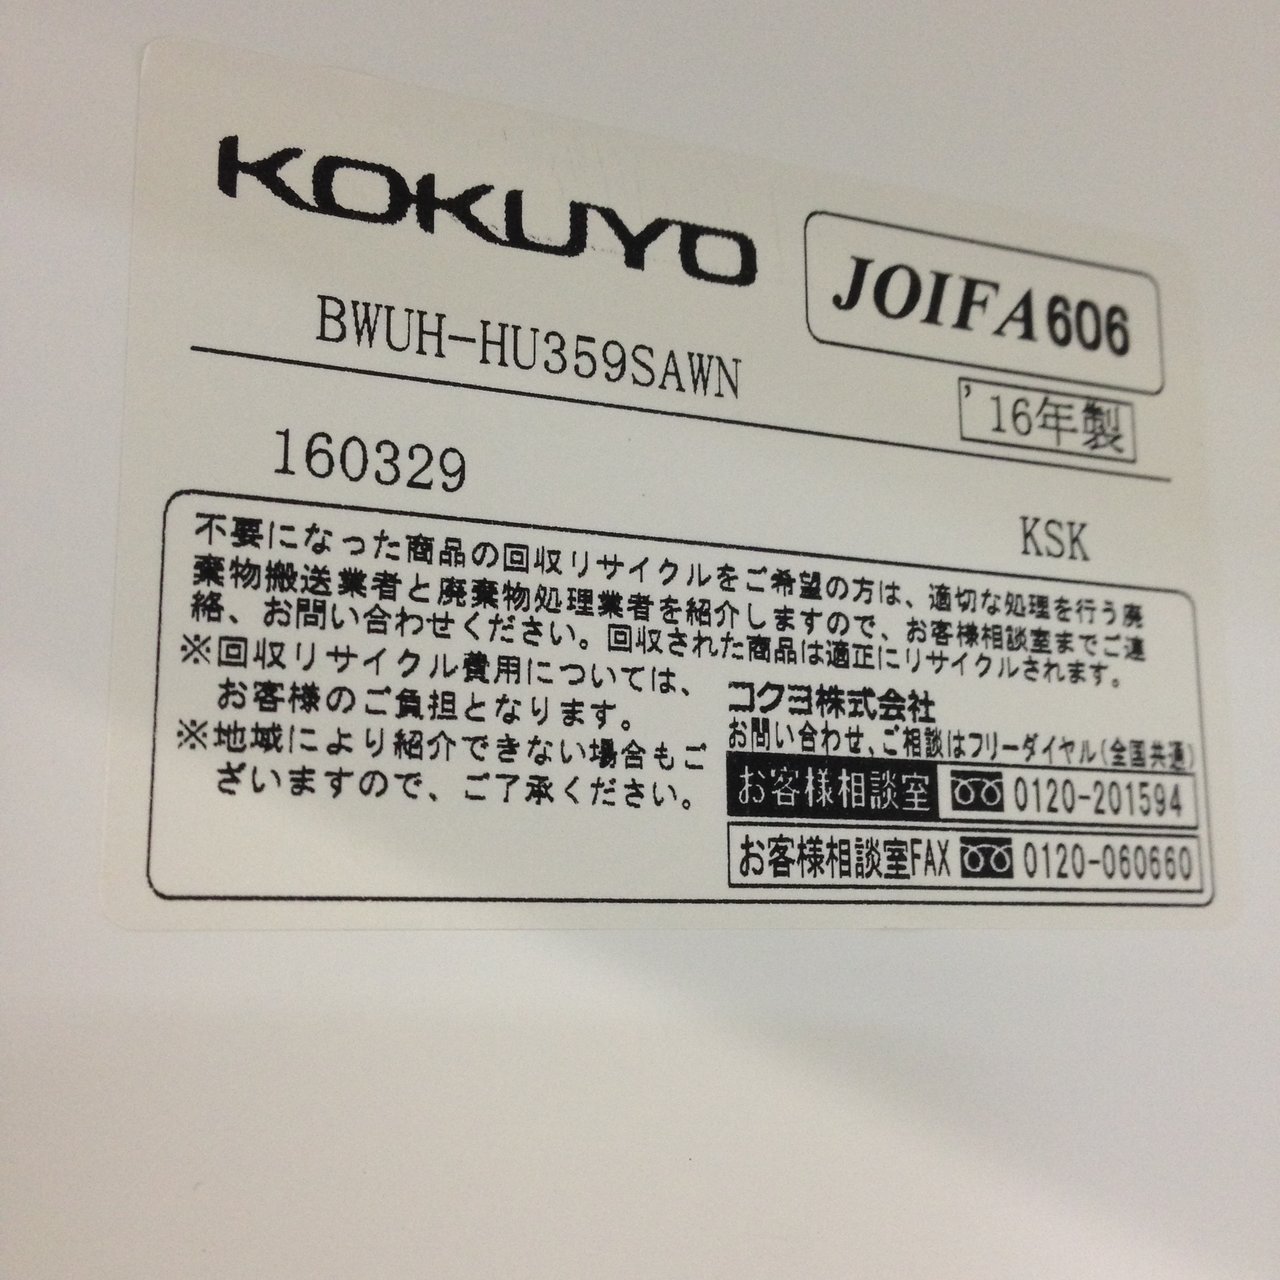 KOKUYO
JOIFA606
BWUH-HU359SAWN
'16年製
160329
KSK
不要になった商品の回収リサイクルをご希望の方は、適切な処理を行う廃
棄物搬送業者と廃棄物処理業者を紹介しますので、お客様相談室までご連
絡、お問い合わせください。回収された商品は適正にリサイクルされます。
※回収リサイクル費用については、
お客様のご負担となります。
※地域により紹介できない場合もご
ざいますので、ご了承ください。
コクヨ株式会社
お問い合わせ、ご相談はフリーダイヤル(全国共通)
お客様相談室 0120-201594
お客様相談室FAX 0120-060660